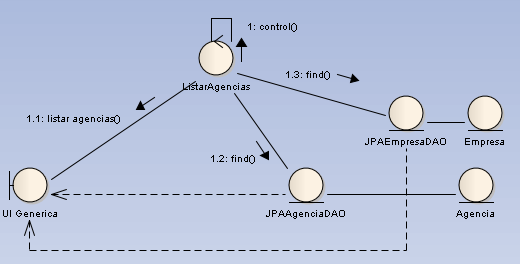 1: control()
ListarAgencias
1.3: find()
1.1: listar agencias()
JPAEmpresaDAO
Empresa
1.2: find()
UI Generica
JPAAgenciaDAO
Agencia